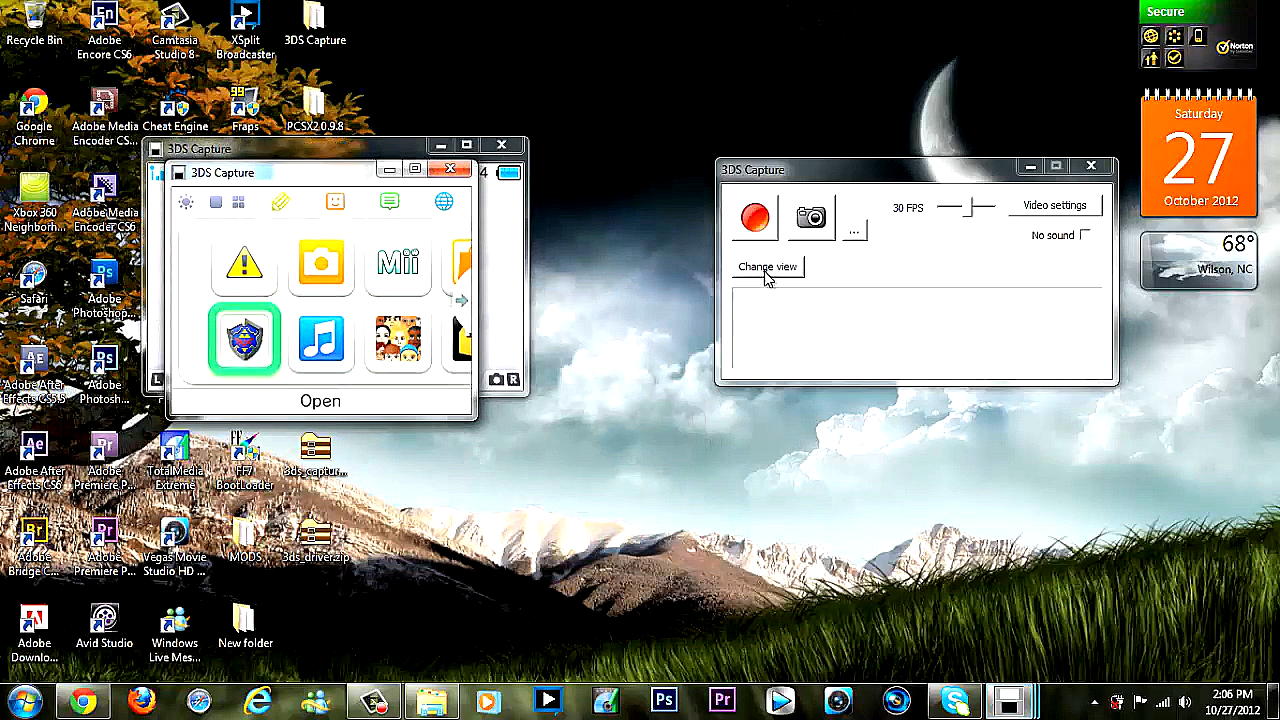 Recycle Bin
Adobe
Encore CS6
Camtasia
Studio 8
XSplit
Broadcaster
3DS Capture
Google
Chrome
Adobe Media
Encoder CS...
Cheat Engine
99
Fraps
PCSX2.0.9.8
Xbox 360
Neighborh...
Adobe Media
Encoder CS6
Safari
Adobe
Photoshop...
Adobe After
Effects CS5.5
Adobe
Photosh...
Adobe After
Effects CS6
Adobe
Premiere P...
TotalMedia
Extreme
FF7
BootLoader
3ds_captur...
Adobe
Bridge C...
Adobe
Premiere P...
Vegas Movie
Studio HD ...
MODS
3ds_driver.zip
Adobe
Downlo...
Avid Studio
Windows
Live Mes...
New folder
3DS Capture
4
L
R
3DS Capture
Mii
Open
3DS Capture
30 FPS
Video settings
...
No sound
Change view
Secure
Norton
Saturday
27
October 2012
68°
Wilson, NC
2:06 PM
10/27/2012